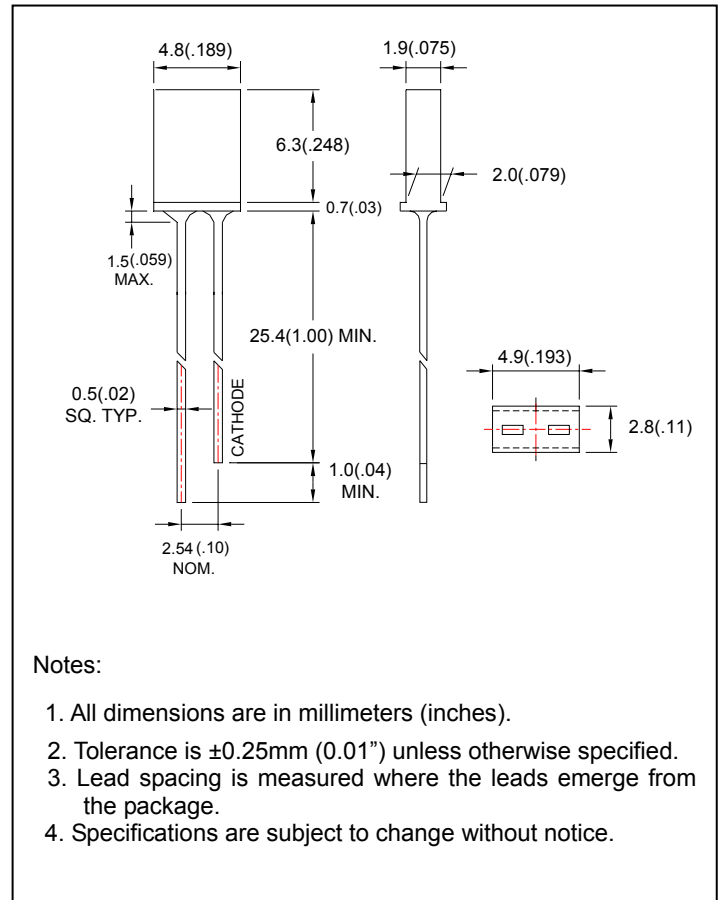 4.8(.189)
1.9(.075)
6.3(.248)
2.0(.079)
0.7(.03)
1.5(.059)
MAX.
25.4(1.00) MIN.
4.9(.193)
0.5(.02)
SQ. TYP.
CATHODE
2.8(.11)
1.0(.04)
MIN.
2.54 (.10)
NOM.
Notes:
1. All dimensions are in millimeters (inches).
2. Tolerance is ±0.25mm (0.01”) unless otherwise specified.
3. Lead spacing is measured where the leads emerge from
the package.
4. Specifications are subject to change without notice.